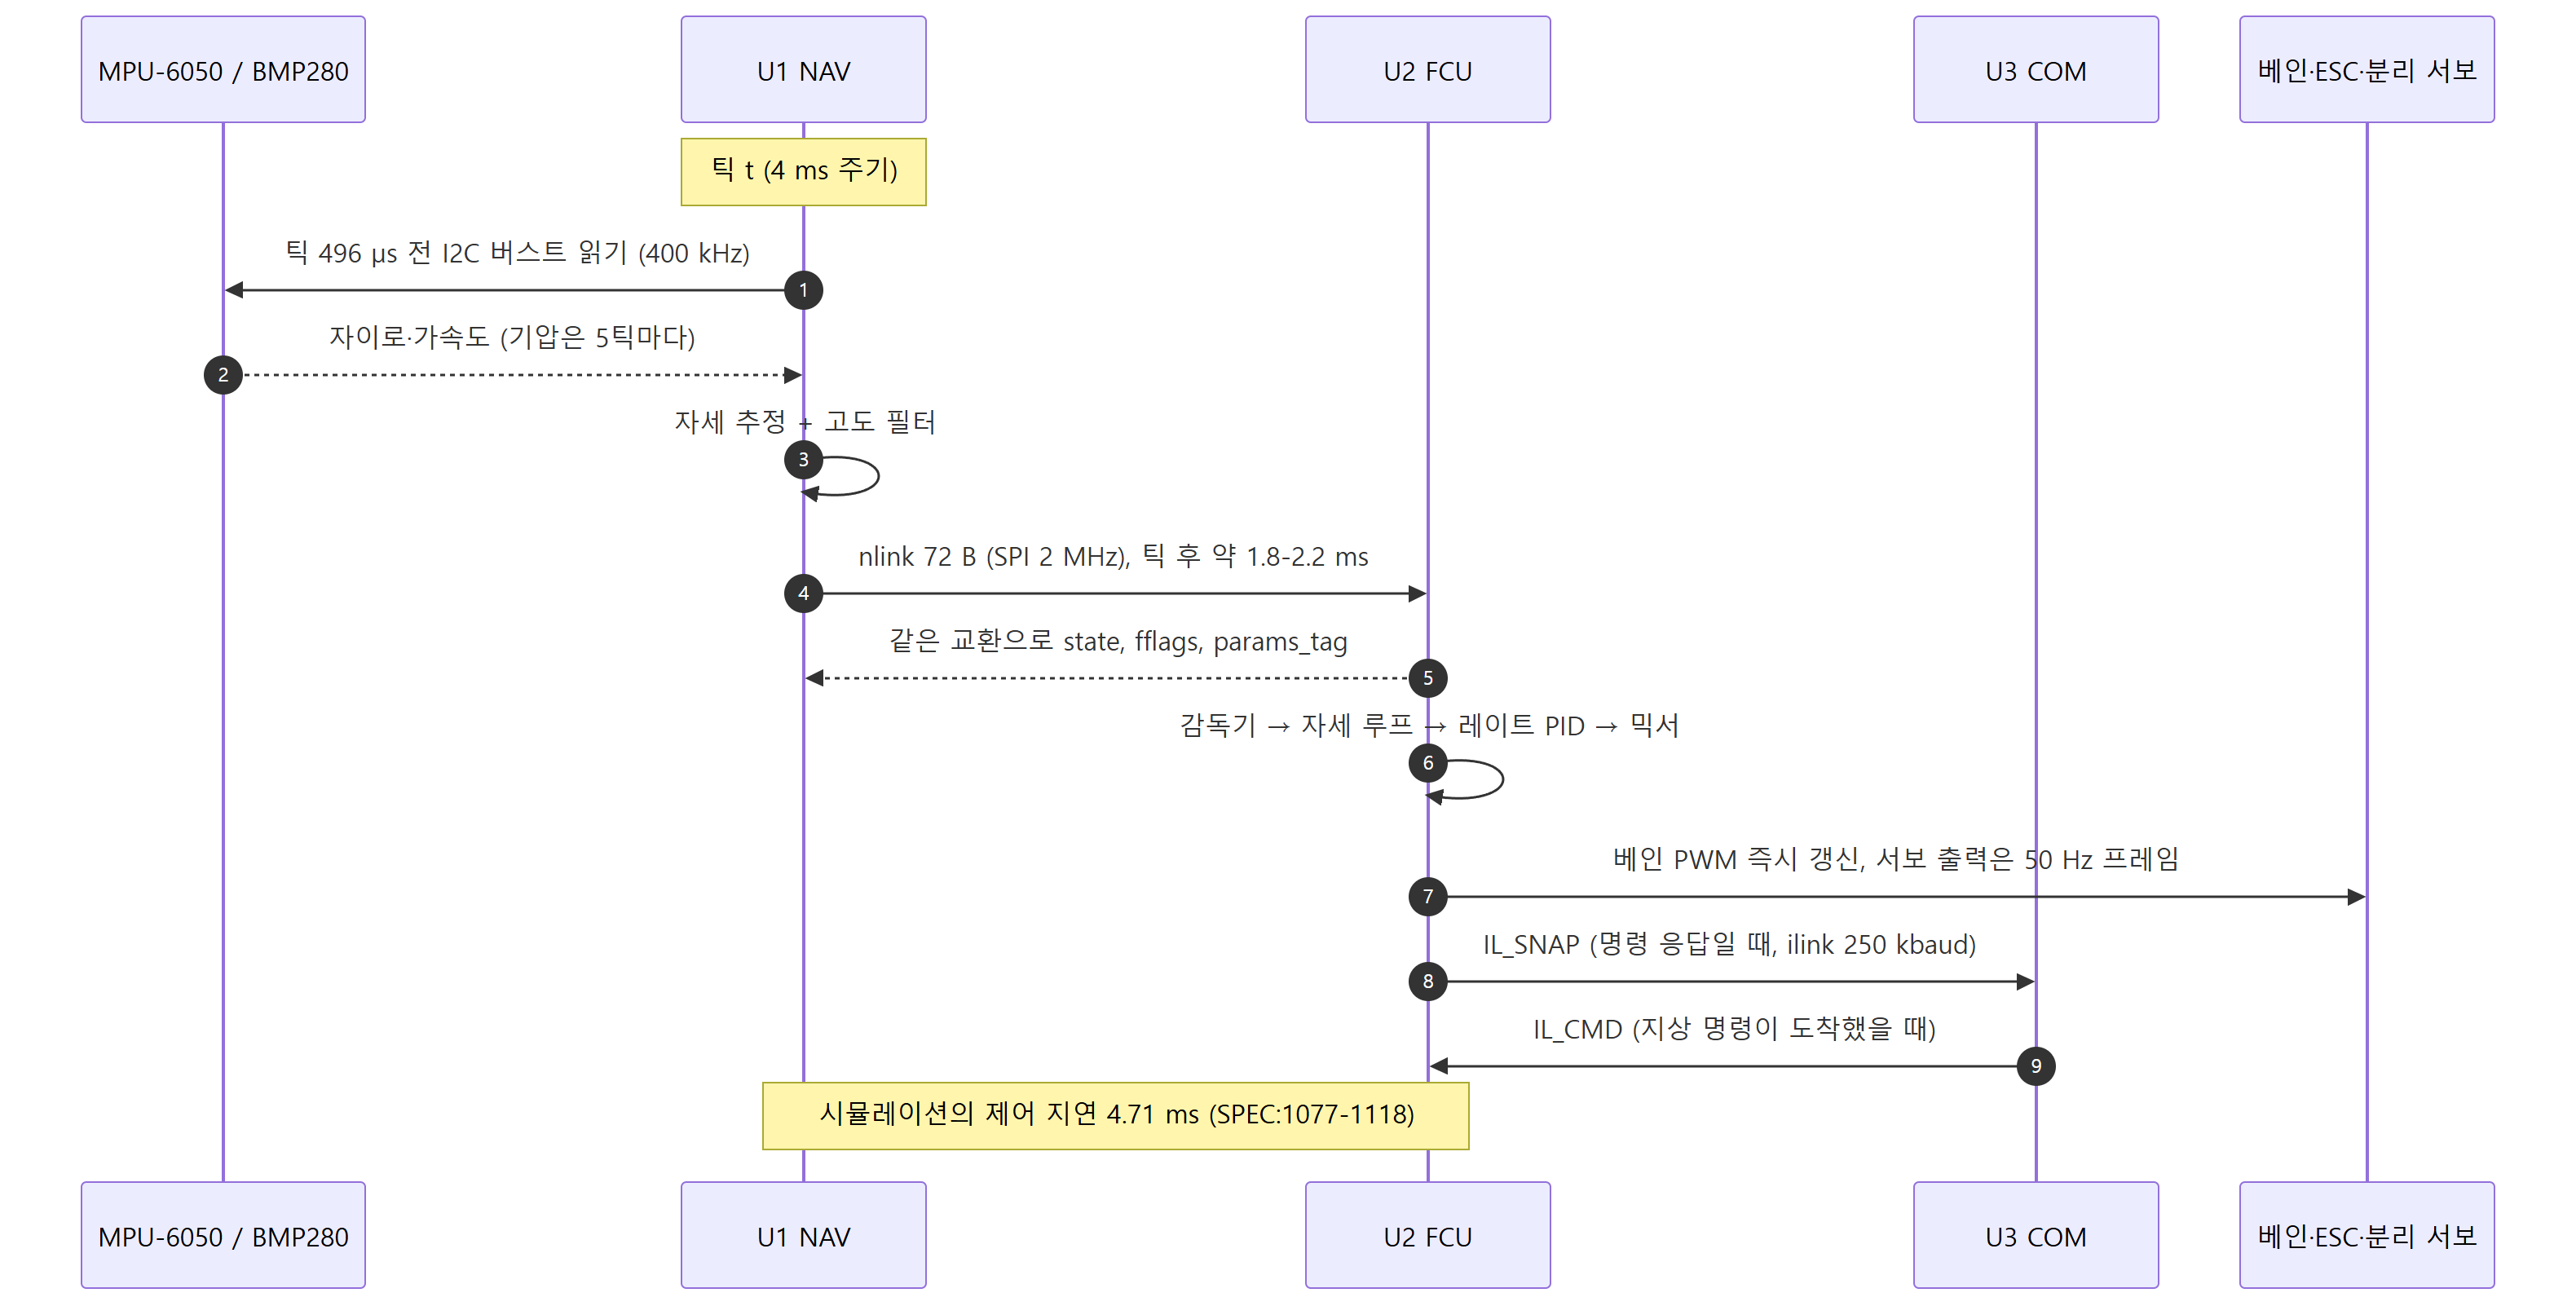 MPU-6050 / BMP280
U1 NAV
U2 FCU
U3 COM
베인·ESC·분리 서보
틱 t (4 ms 주기)
틱 496 µs 전 I2C 버스트 읽기 (400 kHz)
1
자이로·가속도 (기압은 5틱마다)
2
자세 추정 + 고도 필터
3
nlink 72 B (SPI 2 MHz), 틱 후 약 1.8-2.2 ms
4
같은 교환으로 state, fflags, params_tag
5
감독기 → 자세 루프 → 레이트 PID → 믹서
6
베인 PWM 즉시 갱신, 서보 출력은 50 Hz 프레임
7
IL_SNAP (명령 응답일 때, ilink 250 kbaud)
8
IL_CMD (지상 명령이 도착했을 때)
9
시뮬레이션의 제어 지연 4.71 ms (SPEC:1077-1118)
MPU-6050 / BMP280
U1 NAV
U2 FCU
U3 COM
베인·ESC·분리 서보